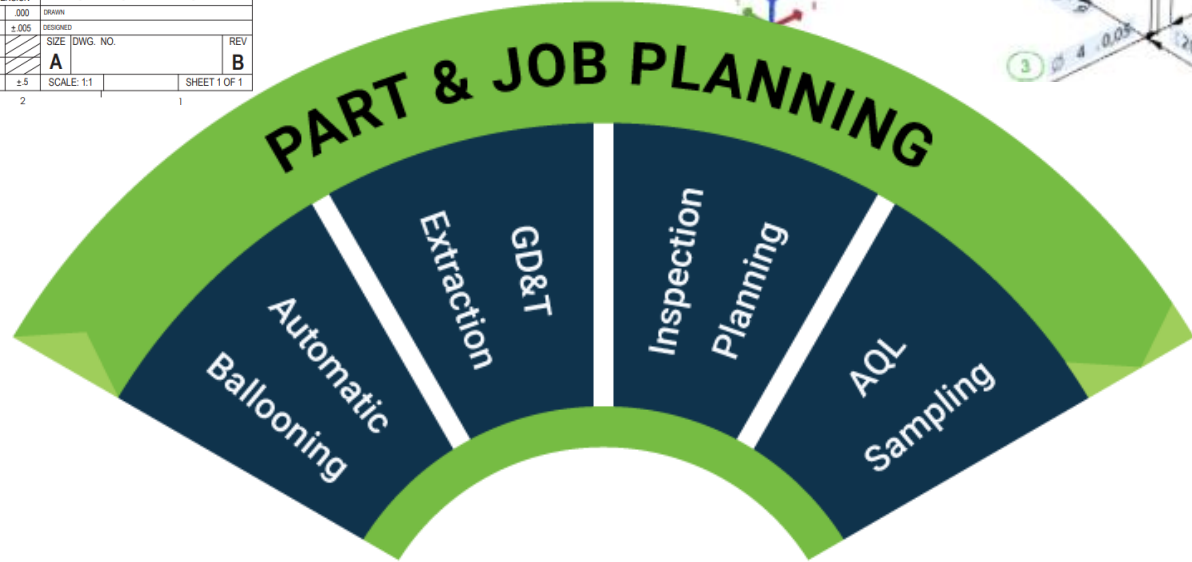 .000 DRAWN
±.005 DESIGNED
SIZE DWG. NO. REV
A B
±.5 SCALE: 1:1 SHEET 1 OF 1
2 1
3 Ø 4 0.05
PART & JOB PLANNING
Automatic
Ballooning
GD&T
Extraction
Inspection
Planning
AQL
Sampling